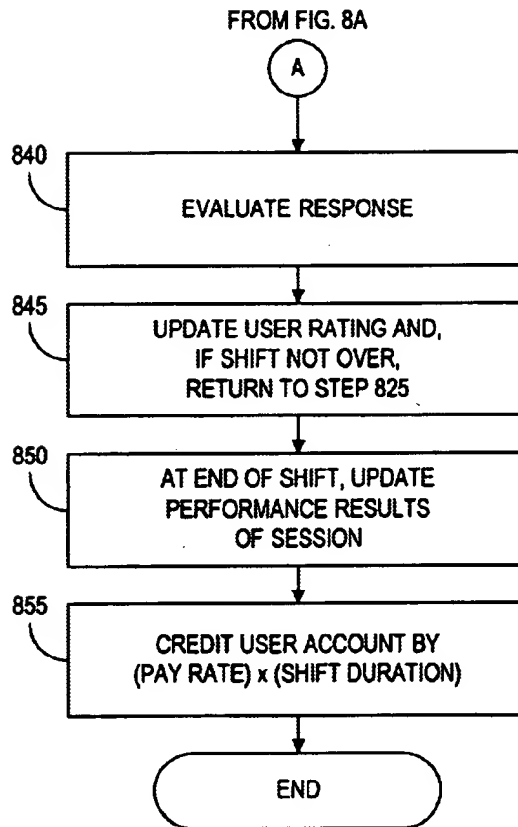 FROM FIG. 8A
A
840
EVALUATE RESPONSE
845
UPDATE USER RATING AND,
IF SHIFT NOT OVER,
RETURN TO STEP 825
850
AT END OF SHIFT, UPDATE
PERFORMANCE RESULTS
OF SESSION
855
CREDIT USER ACCOUNT BY
(PAY RATE) x (SHIFT DURATION)
END